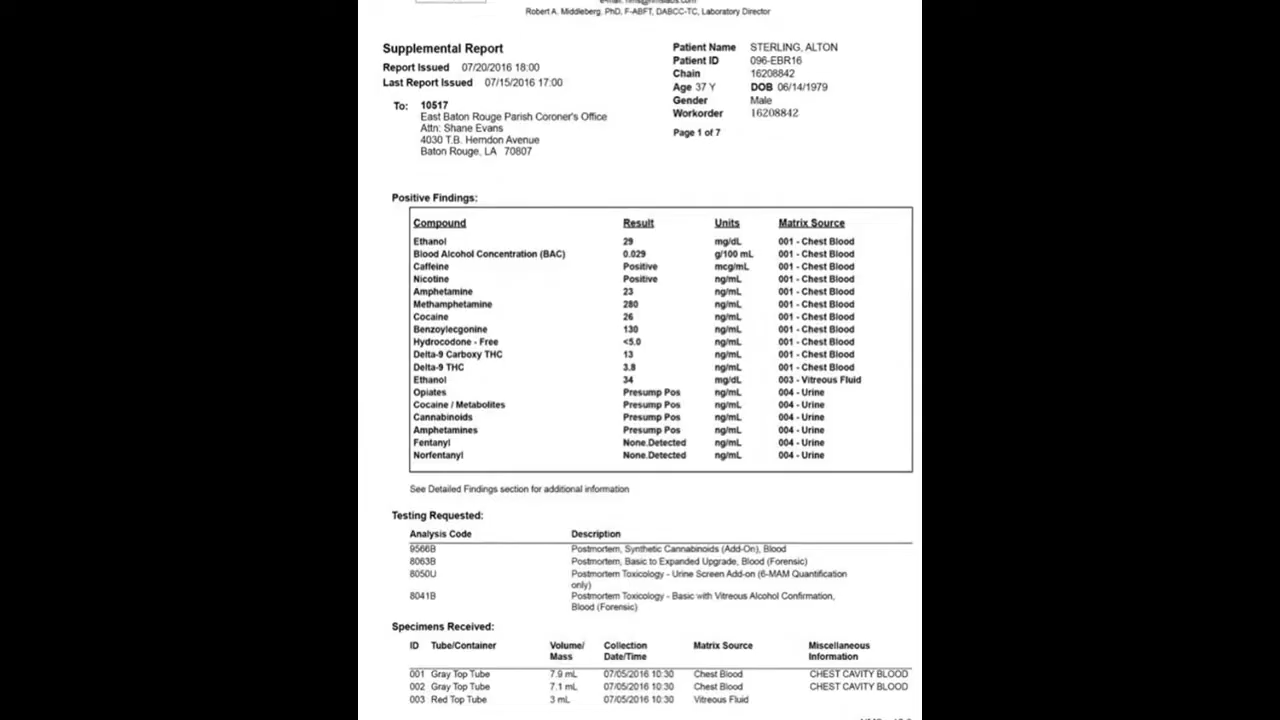 Robert A. Middleberg, PhD, F-ABFT, DABCC-TC, Laboratory Director
Supplemental Report
Report Issued 07/20/2016 18:00
Last Report Issued 07/15/2016 17:00
To: 10517
East Baton Rouge Parish Coroner's Office
Attn: Shane Evans
4030 T.B. Herndon Avenue
Baton Rouge, LA 70807
Patient Name STERLING, ALTON
Patient ID 096-EBR16
Chain 16208842
Age 37 Y DOB 06/14/1979
Gender Male
Workorder 16208842
Page 1 of 7
Positive Findings:
Compound Result Units Matrix Source
Ethanol 29 mg/dL 001 - Chest Blood
Blood Alcohol Concentration (BAC) 0.029 g/100 mL 001 - Chest Blood
Caffeine Positive mcg/mL 001 - Chest Blood
Nicotine Positive ng/mL 001 - Chest Blood
Amphetamine 23 ng/mL 001 - Chest Blood
Methamphetamine 280 ng/mL 001 - Chest Blood
Cocaine 26 ng/mL 001 - Chest Blood
Benzoylecgonine 130 ng/mL 001 - Chest Blood
Hydrocodone - Free <5.0 ng/mL 001 - Chest Blood
Delta-9 Carboxy THC 13 ng/mL 001 - Chest Blood
Delta-9 THC 3.8 ng/mL 001 - Chest Blood
Ethanol 34 mg/dL 003 - Vitreous Fluid
Opiates Presump Pos ng/mL 004 - Urine
Cocaine / Metabolites Presump Pos ng/mL 004 - Urine
Cannabinoids Presump Pos ng/mL 004 - Urine
Amphetamines Presump Pos ng/mL 004 - Urine
Fentanyl None Detected ng/mL 004 - Urine
Norfentanyl None Detected ng/mL 004 - Urine
See Detailed Findings section for additional information
Testing Requested:
Analysis Code Description
9566B Postmortem, Synthetic Cannabinoids (Add-On), Blood
8063B Postmortem, Basic to Expanded Upgrade, Blood (Forensic)
8050U Postmortem Toxicology - Urine Screen Add-on (6-MAM Quantification
only)
8041B Postmortem Toxicology - Basic with Vitreous Alcohol Confirmation,
Blood (Forensic)
Specimens Received:
ID Tube/Container Volume/ Collection Matrix Source Miscellaneous
Mass Date/Time Information
001 Gray Top Tube 7.9 mL 07/05/2016 10:30 Chest Blood CHEST CAVITY BLOOD
002 Gray Top Tube 7.1 mL 07/05/2016 10:30 Chest Blood CHEST CAVITY BLOOD
003 Red Top Tube 3 mL 07/05/2016 10:30 Vitreous Fluid